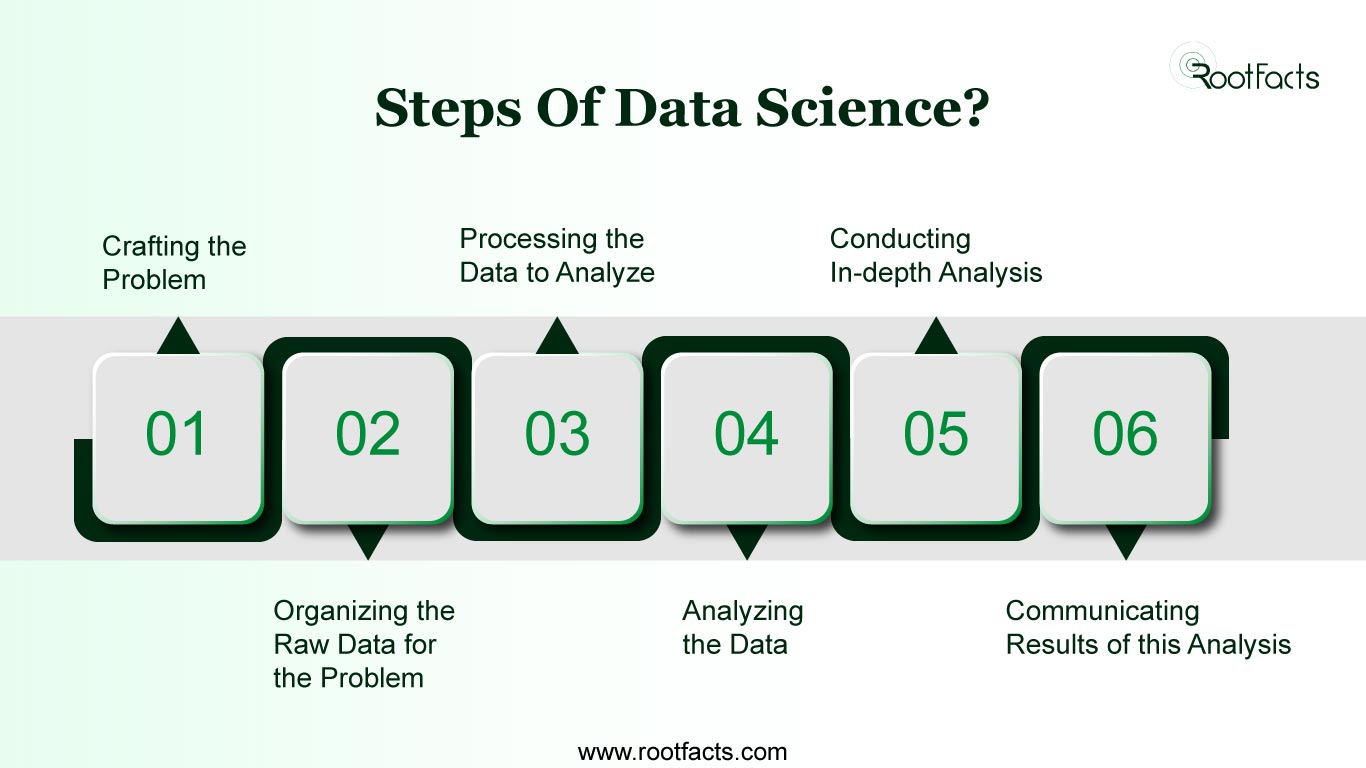 RootFacts
Steps Of Data Science?
Crafting the
Problem
Processing the
Data to Analyze
Conducting
In-depth Analysis
01
02
03
04
05
06
Organizing the
Raw Data for
the Problem
Analyzing
the Data
Communicating
Results of this Analysis
www.rootfacts.com